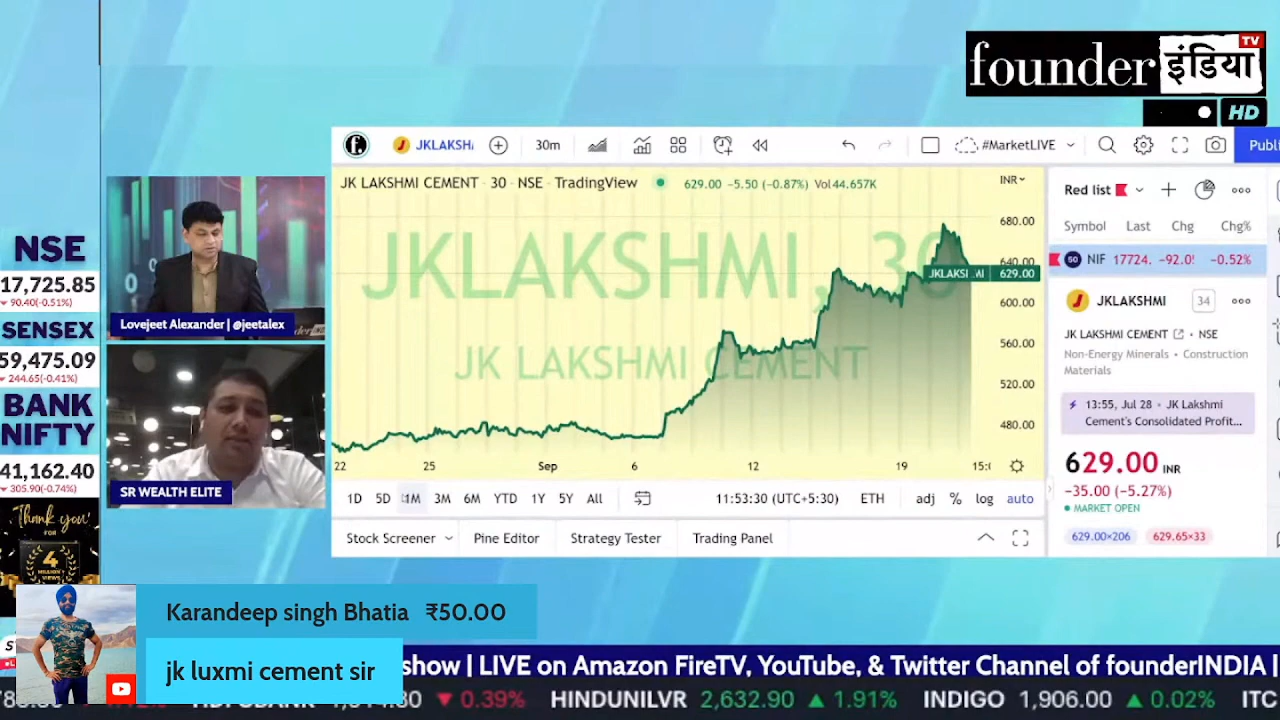 founder इंडिया TV
HD
NSE
17,725.85
90.40(-0.51%)
SENSEX
59,475.09
244.65(-0.41%)
BANK
NIFTY
41,162.40
305.90(-0.74%)
Thank you
FOR
4
MILLION+
VIEWS
Lovejeet Alexander | @jeetalex
SR WEALTH ELITE
f.
JKLAKSH
30m
#MarketLIVE
Publi
JK LAKSHMI CEMENT · 30 · NSE · TradingView
629.00 −5.50 (−0.87%) Vol 44.657K
INR
JKLAKSHMI, 30
JK LAKSHMI CEMENT
680.00
640.00
629.00
600.00
560.00
520.00
480.00
22 25 Sep 6 12 19 15:
1D 5D 1M 3M 6M YTD 1Y 5Y All
11:53:30 (UTC+5:30) ETH adj % log auto
Stock Screener Pine Editor Strategy Tester Trading Panel
Red list
Symbol Last Chg Chg%
50 NIF 17724. −92.0 −0.52%
JKLAKSHMI 34
JK LAKSHMI CEMENT • NSE
Non-Energy Minerals • Construction
Materials
13:55, Jul 28 • JK Lakshmi
Cement's Consolidated Profit...
629.00 INR
−35.00 (−5.27%)
MARKET OPEN
629.00×206 629.65×33
Karandeep singh Bhatia ₹50.00
jk luxmi cement sir
show | LIVE on Amazon FireTV, YouTube, & Twitter Channel of founderINDIA |
0.39% HINDUNILVR 2,632.90 1.91% INDIGO 1,906.00 0.02% ITC